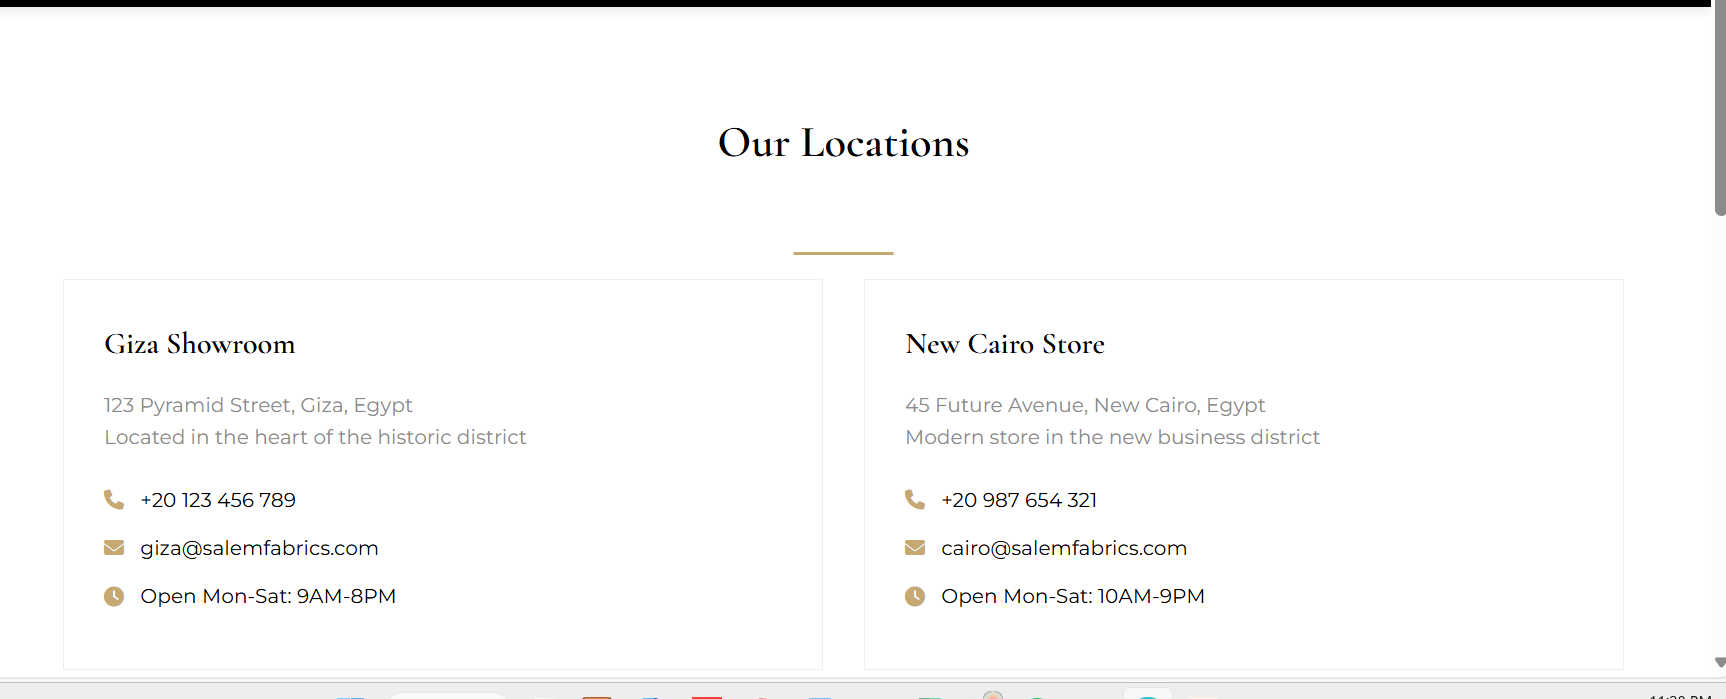 Our Locations
Giza Showroom
123 Pyramid Street, Giza, Egypt
Located in the heart of the historic district
+20 123 456 789
giza@salemfabrics.com
Open Mon-Sat: 9AM-8PM
New Cairo Store
45 Future Avenue, New Cairo, Egypt
Modern store in the new business district
+20 987 654 321
cairo@salemfabrics.com
Open Mon-Sat: 10AM-9PM